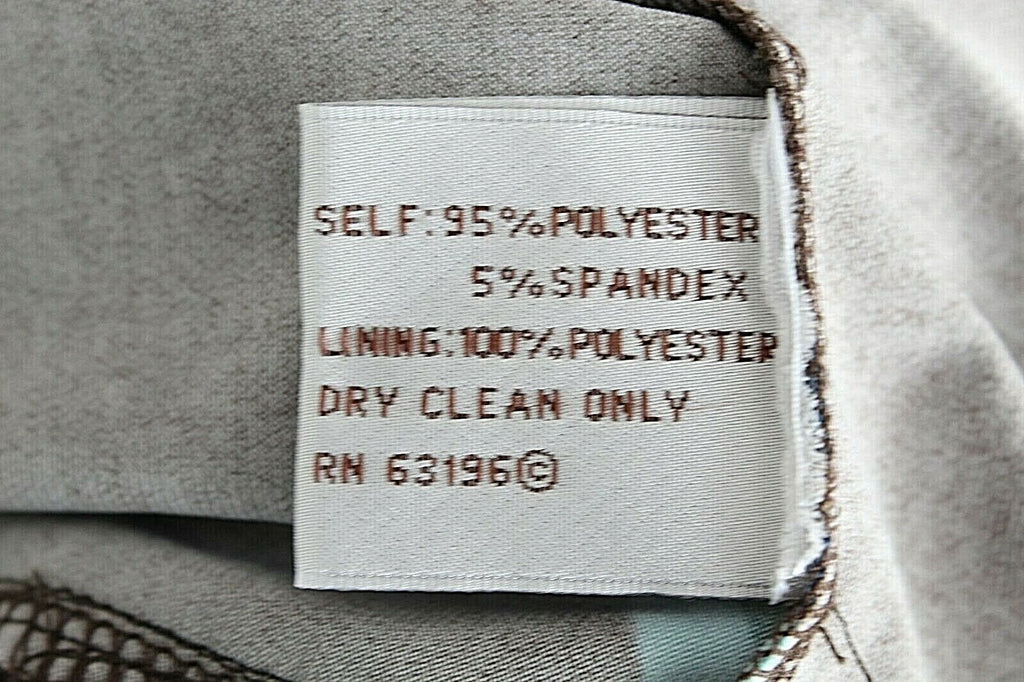 SELF:95%POLYESTER
5%SPANDEX
LINING:100%POLYESTER
DRY CLEAN ONLY
RN 63196©